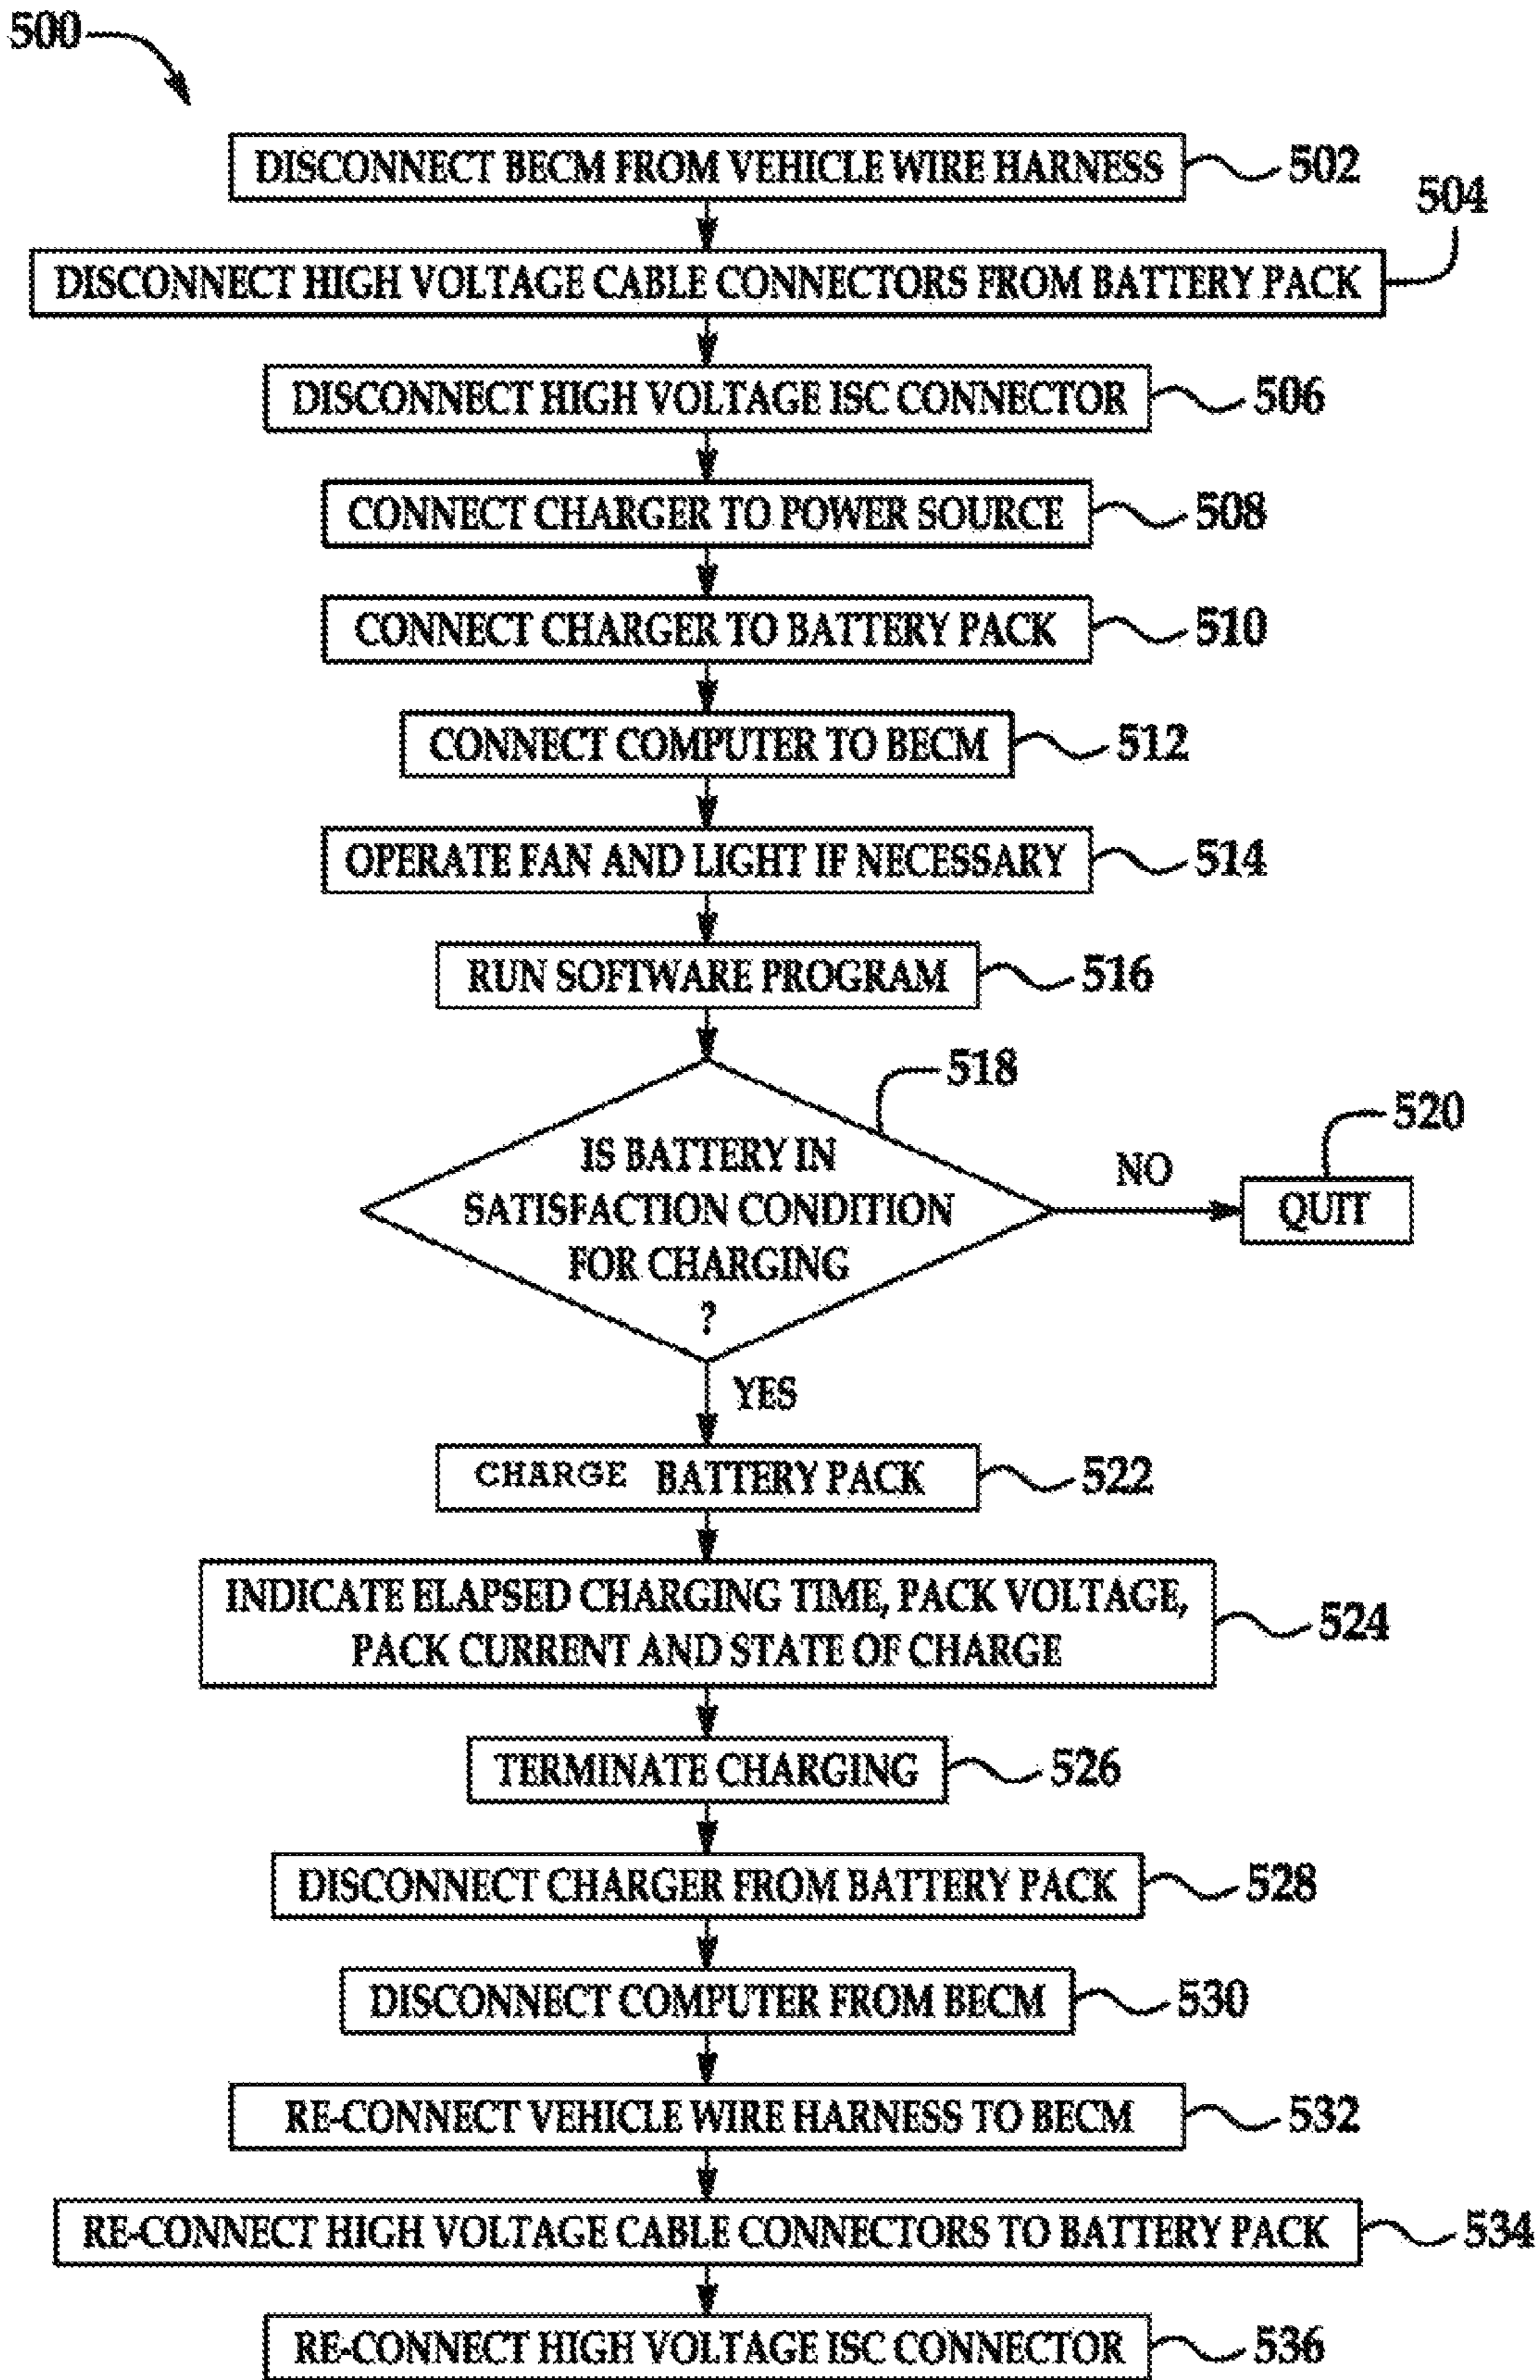 500
DISCONNECT BECM FROM VEHICLE WIRE HARNESS
502
504
DISCONNECT HIGH VOLTAGE CABLE CONNECTORS FROM BATTERY PACK
DISCONNECT HIGH VOLTAGE ISC CONNECTOR
506
CONNECT CHARGER TO POWER SOURCE
508
CONNECT CHARGER TO BATTERY PACK
510
CONNECT COMPUTER TO BECM
512
OPERATE FAN AND LIGHT IF NECESSARY
514
RUN SOFTWARE PROGRAM
516
518
IS BATTERY IN
SATISFACTION CONDITION
FOR CHARGING
?
NO
520
QUIT
YES
CHARGE BATTERY PACK
522
INDICATE ELAPSED CHARGING TIME, PACK VOLTAGE,
PACK CURRENT AND STATE OF CHARGE
524
TERMINATE CHARGING
526
DISCONNECT CHARGER FROM BATTERY PACK
528
DISCONNECT COMPUTER FROM BECM
530
RE-CONNECT VEHICLE WIRE HARNESS TO BECM
532
RE-CONNECT HIGH VOLTAGE CABLE CONNECTORS TO BATTERY PACK
534
RE-CONNECT HIGH VOLTAGE ISC CONNECTOR
536